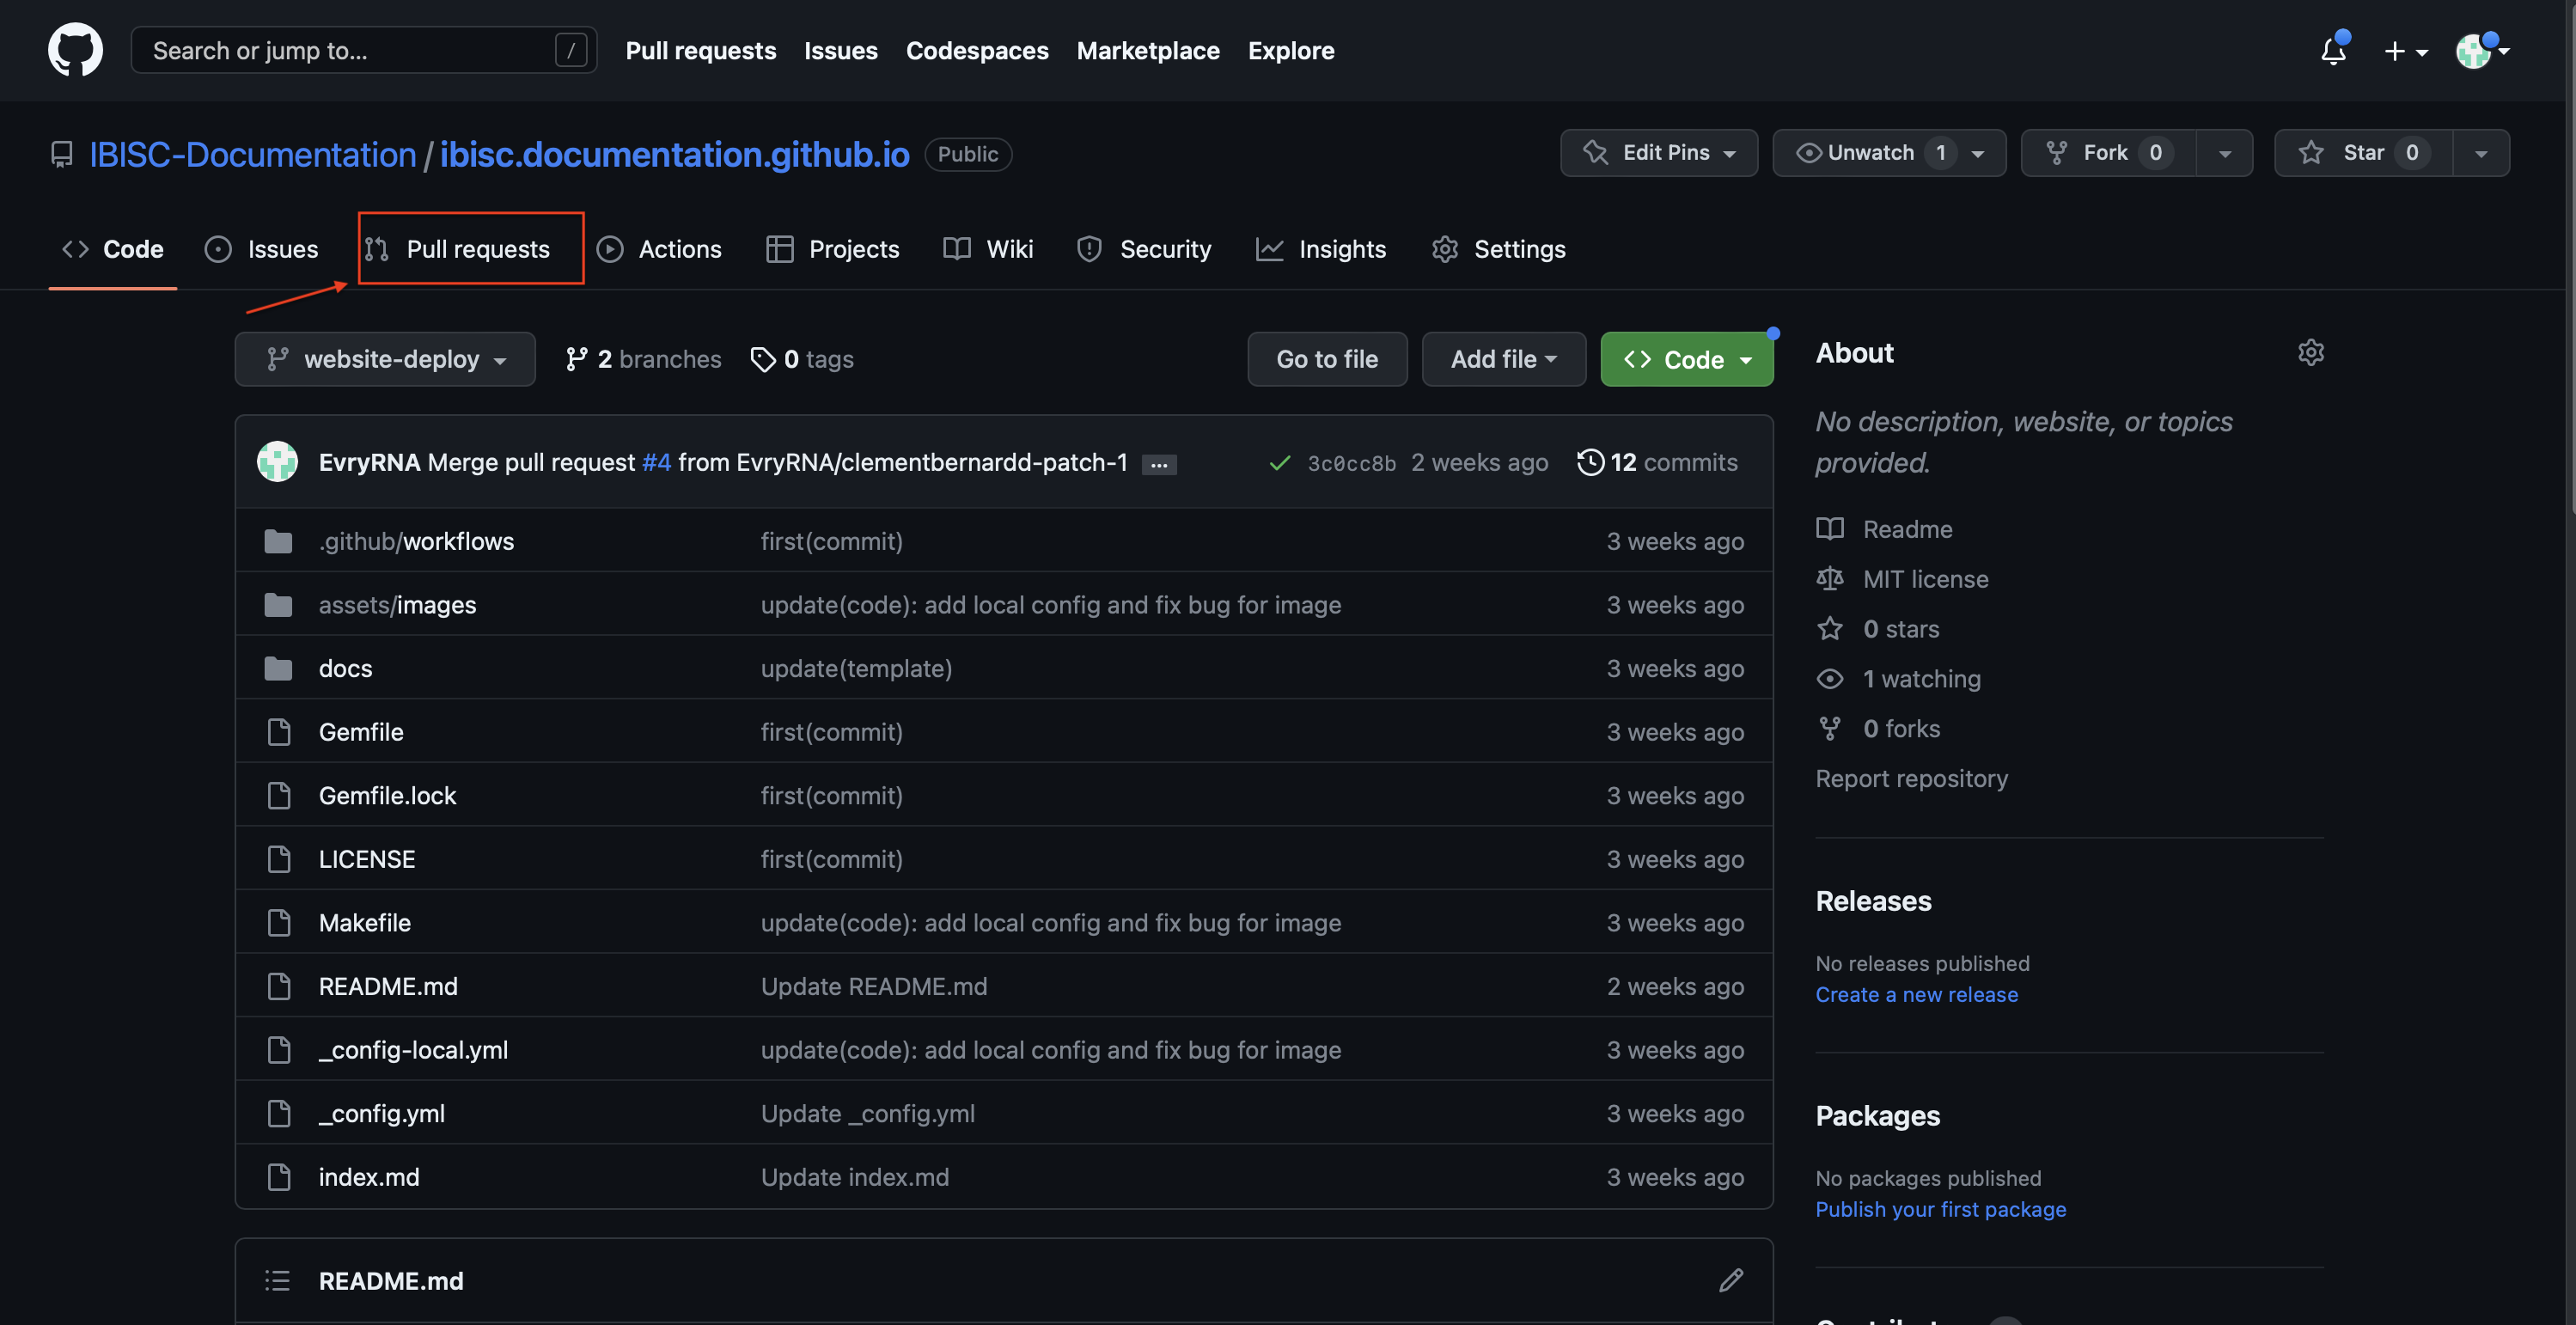 Search or jump to... / Pull requests Issues Codespaces Marketplace Explore
IBISC-Documentation / ibisc.documentation.github.io Public Edit Pins Unwatch 1 Fork 0 Star 0
Code Issues Pull requests Actions Projects Wiki Security Insights Settings
website-deploy 2 branches 0 tags Go to file Add file Code
EvryRNA Merge pull request #4 from EvryRNA/clementbernardd-patch-1 ... 3c0cc8b 2 weeks ago 12 commits
.github/workflows first(commit) 3 weeks ago
assets/images update(code): add local config and fix bug for image 3 weeks ago
docs update(template) 3 weeks ago
Gemfile first(commit) 3 weeks ago
Gemfile.lock first(commit) 3 weeks ago
LICENSE first(commit) 3 weeks ago
Makefile update(code): add local config and fix bug for image 3 weeks ago
README.md Update README.md 2 weeks ago
_config-local.yml update(code): add local config and fix bug for image 3 weeks ago
_config.yml Update _config.yml 3 weeks ago
index.md Update index.md 3 weeks ago
README.md
About
No description, website, or topics
provided.
Readme
MIT license
0 stars
1 watching
0 forks
Report repository
Releases
No releases published
Create a new release
Packages
No packages published
Publish your first package